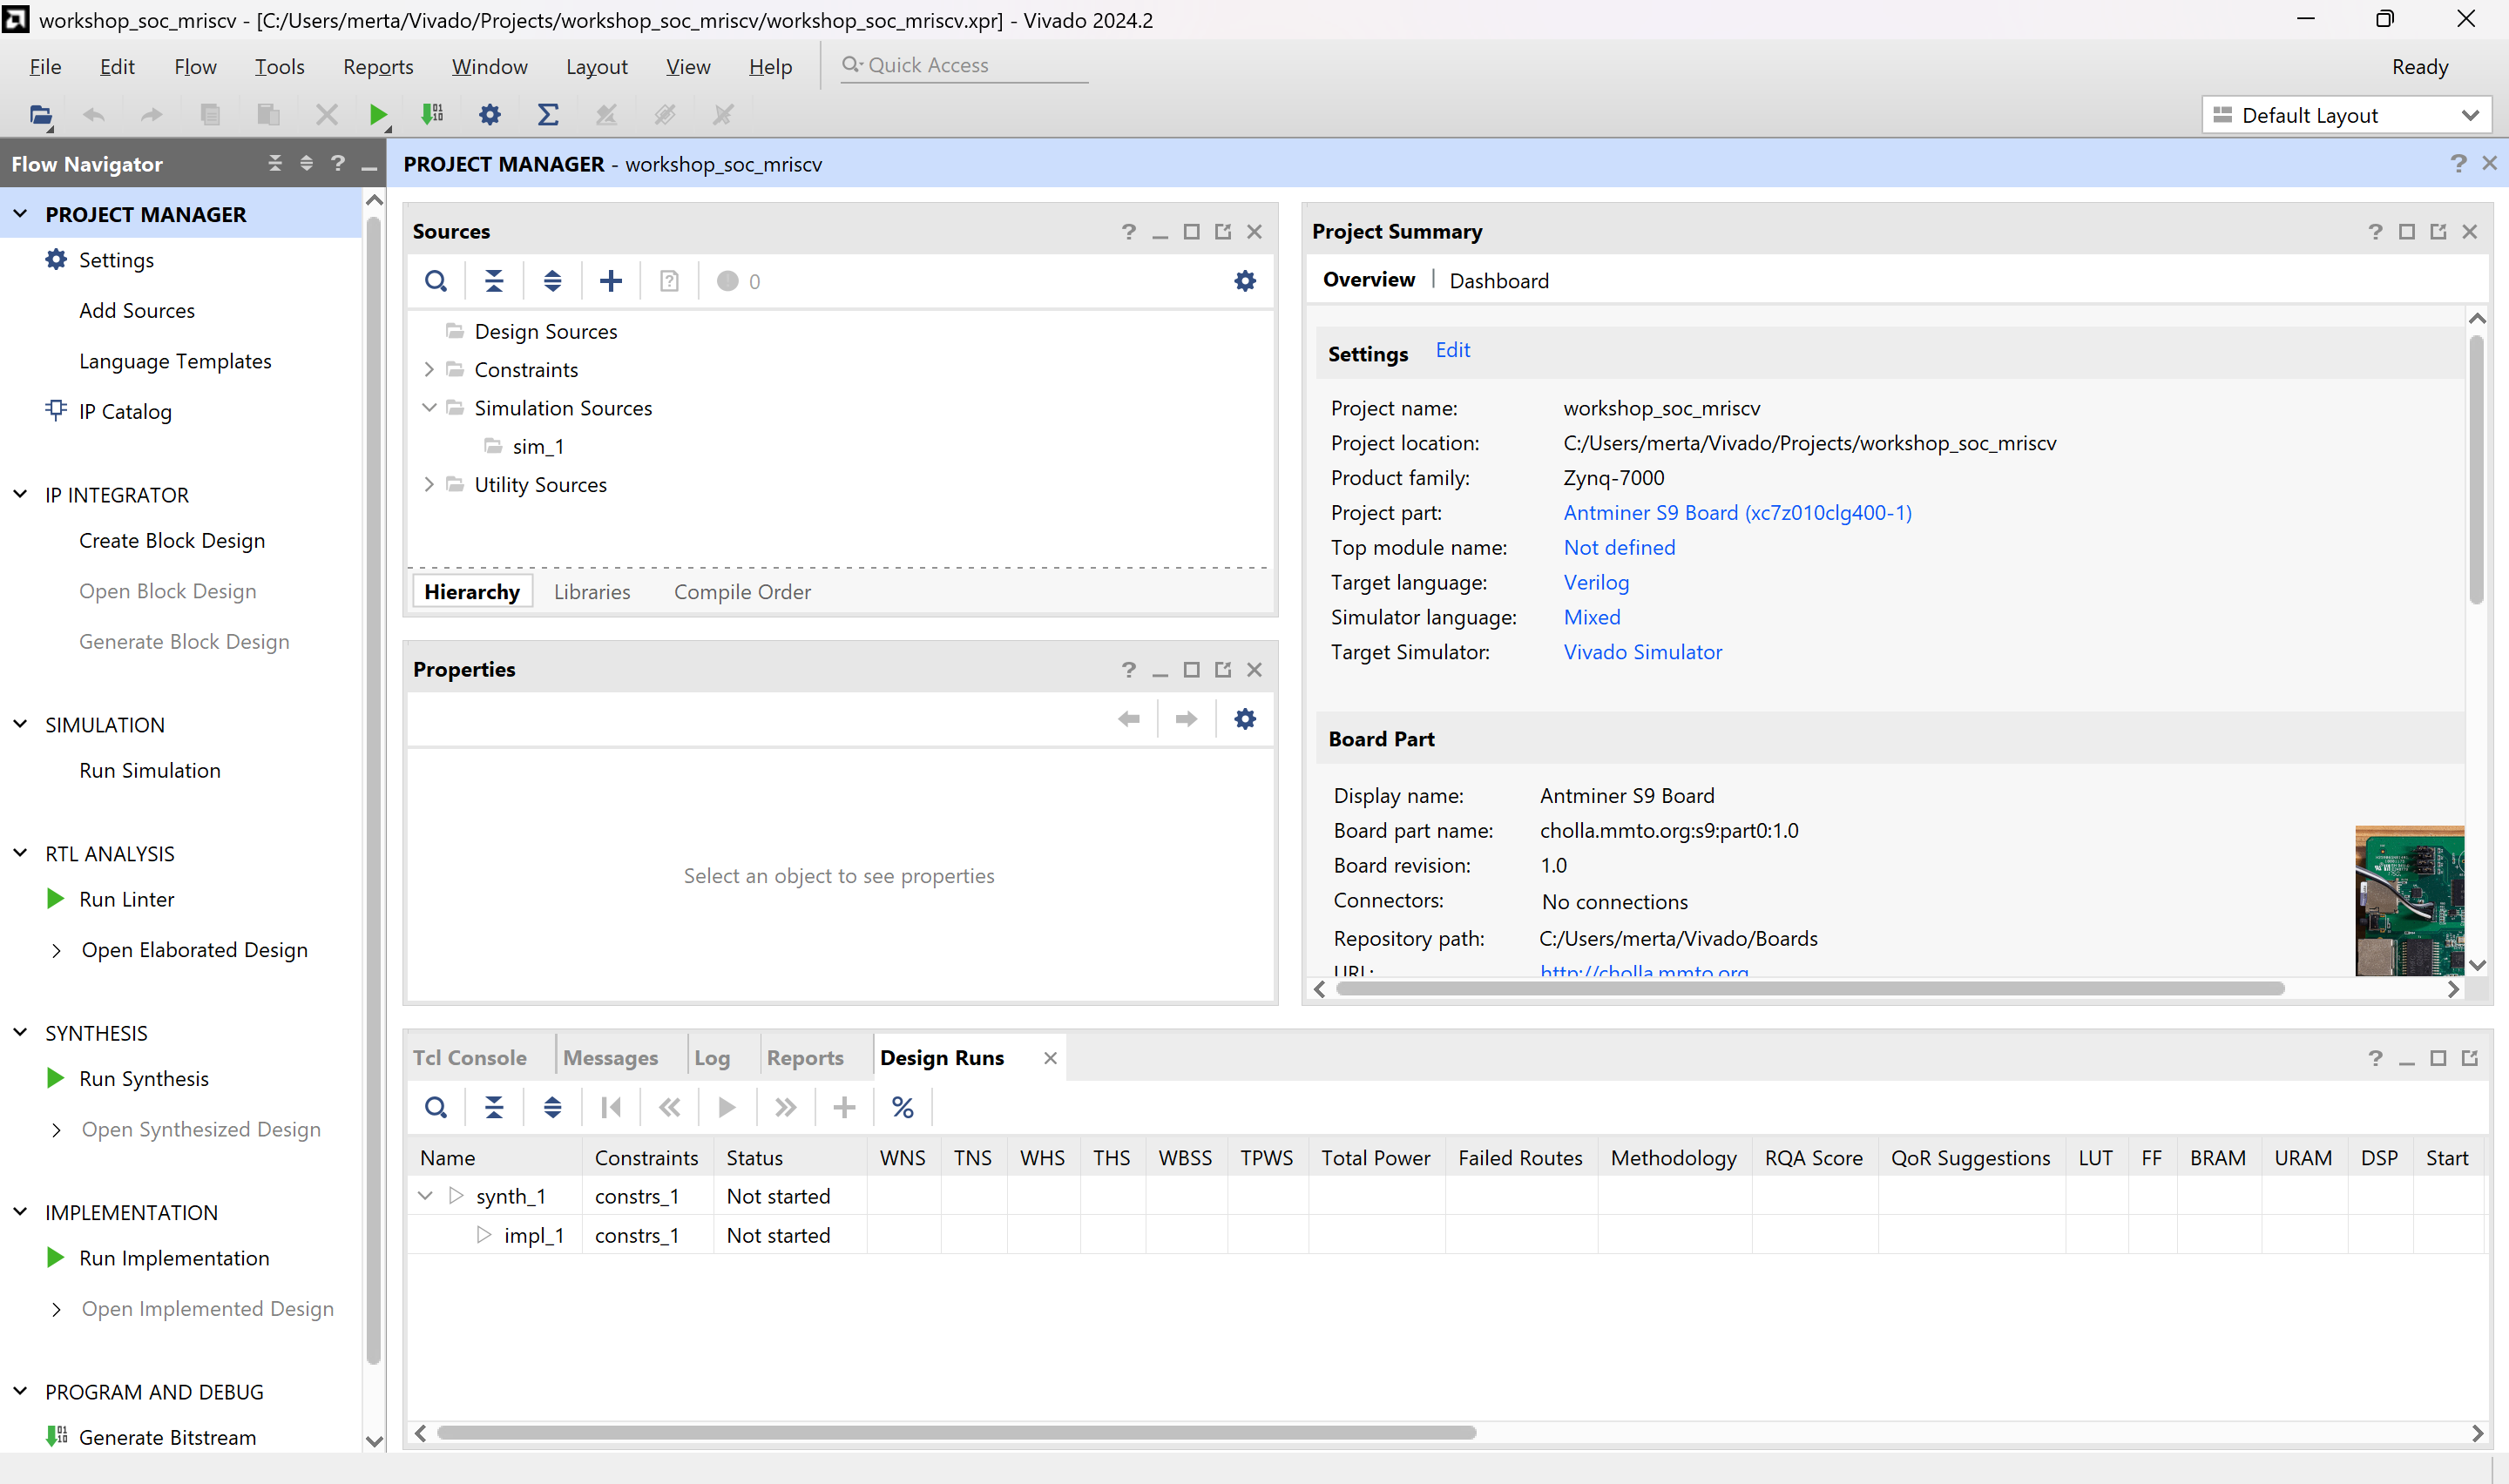 workshop_soc_mriscv - [C:/Users/merta/Vivado/Projects/workshop_soc_mriscv/workshop_soc_mriscv.xpr] - Vivado 2024.2
File Edit Flow Tools Reports Window Layout View Help Quick Access Ready
Default Layout
Flow Navigator
PROJECT MANAGER
Settings
Add Sources
Language Templates
IP Catalog
IP INTEGRATOR
Create Block Design
Open Block Design
Generate Block Design
SIMULATION
Run Simulation
RTL ANALYSIS
Run Linter
Open Elaborated Design
SYNTHESIS
Run Synthesis
Open Synthesized Design
IMPLEMENTATION
Run Implementation
Open Implemented Design
PROGRAM AND DEBUG
Generate Bitstream
PROJECT MANAGER - workshop_soc_mriscv
Sources
0
Design Sources
Constraints
Simulation Sources
sim_1
Utility Sources
Hierarchy Libraries Compile Order
Properties
Select an object to see properties
Project Summary
Overview | Dashboard
Settings Edit
Project name: workshop_soc_mriscv
Project location: C:/Users/merta/Vivado/Projects/workshop_soc_mriscv
Product family: Zynq-7000
Project part: Antminer S9 Board (xc7z010clg400-1)
Top module name: Not defined
Target language: Verilog
Simulator language: Mixed
Target Simulator: Vivado Simulator
Board Part
Display name: Antminer S9 Board
Board part name: cholla.mmto.org:s9:part0:1.0
Board revision: 1.0
Connectors: No connections
Repository path: C:/Users/merta/Vivado/Boards
URL: http://cholla.mmto.org
Tcl Console Messages Log Reports Design Runs
Name Constraints Status WNS TNS WHS THS WBSS TPWS Total Power Failed Routes Methodology RQA Score QoR Suggestions LUT FF BRAM URAM DSP Start
synth_1 constrs_1 Not started
impl_1 constrs_1 Not started